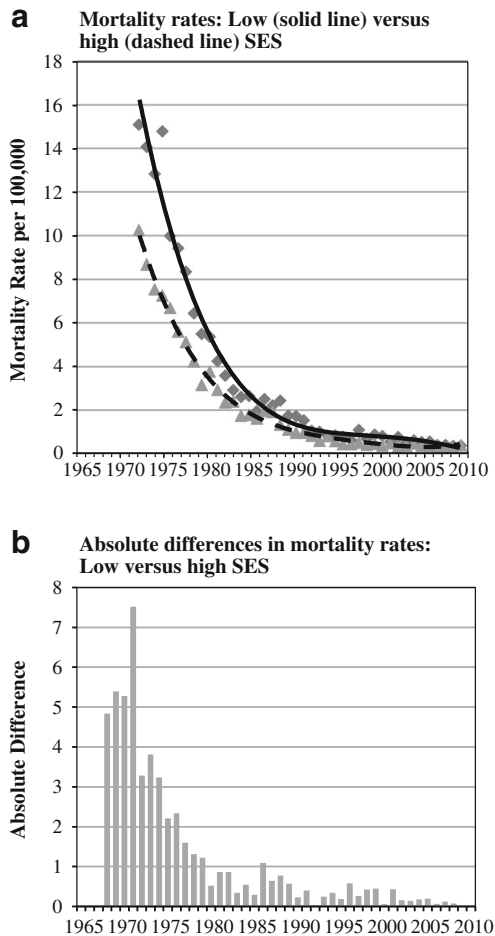 a
Mortality rates: Low (solid line) versus
high (dashed line) SES
18
16
14
12
10
8
6
4
2
0
Mortality Rate per 100,000
1965 1970 1975 1980 1985 1990 1995 2000 2005 2010
b
Absolute differences in mortality rates:
Low versus high SES
8
7
6
5
4
3
2
1
0
Absolute Difference
1965 1970 1975 1980 1985 1990 1995 2000 2005 2010